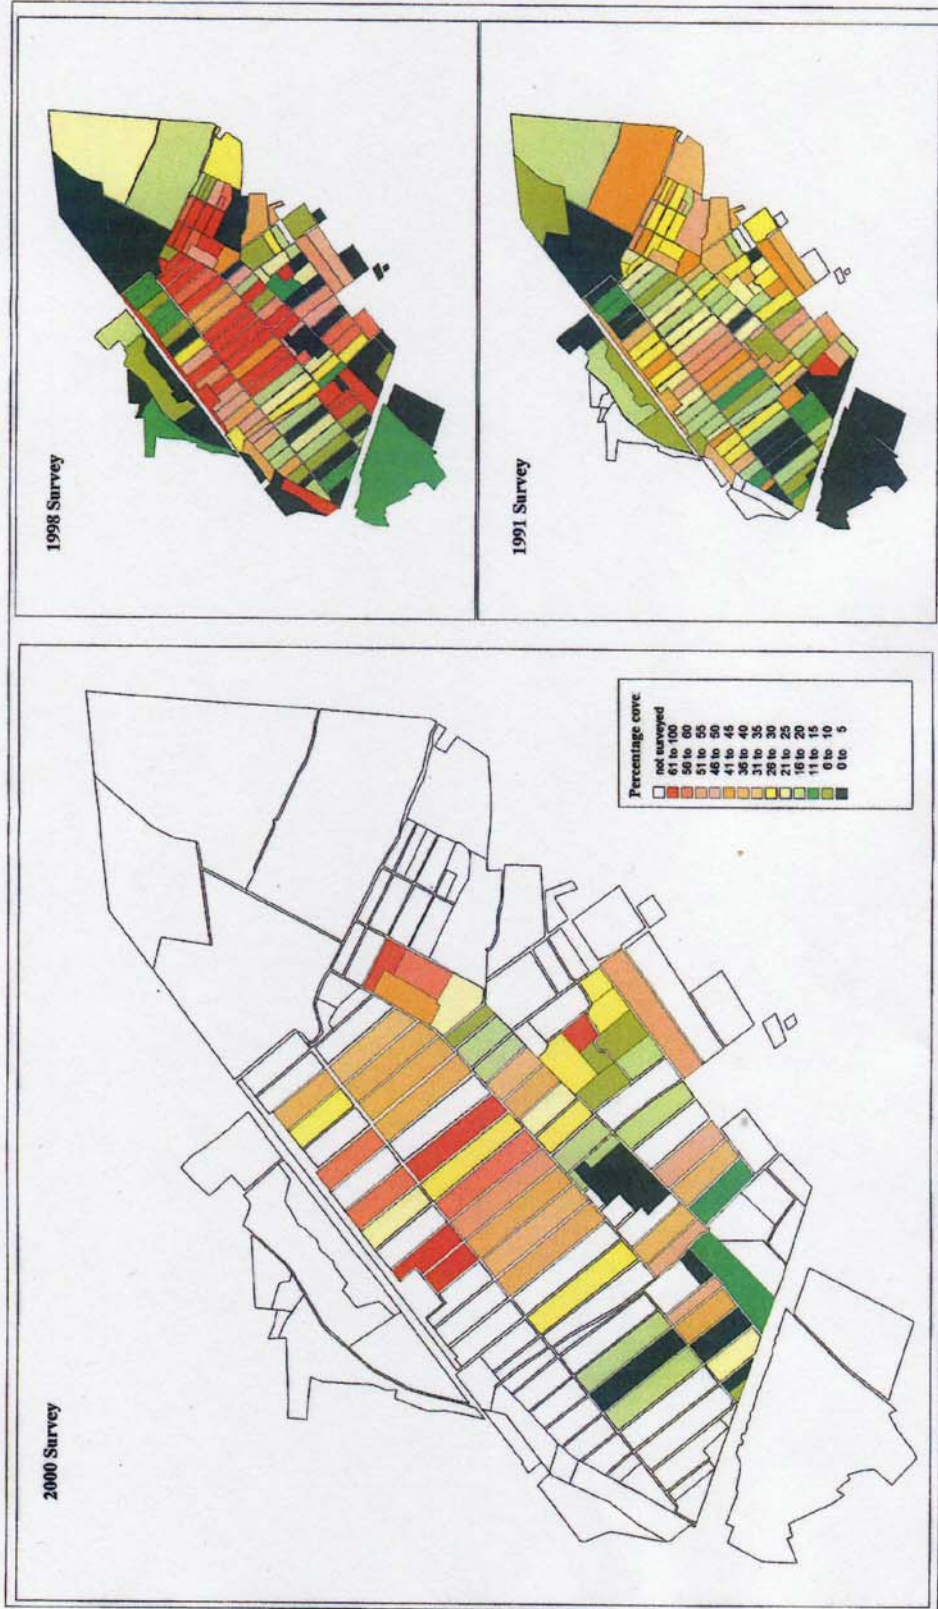 2000 Survey
1998 Survey
1991 Survey
Percentage cove
not surveyed
61 to 100
56 to 60
51 to 55
46 to 50
41 to 45
36 to 40
31 to 35
26 to 30
21 to 25
16 to 20
11 to 15
6 to 10
0 to 5